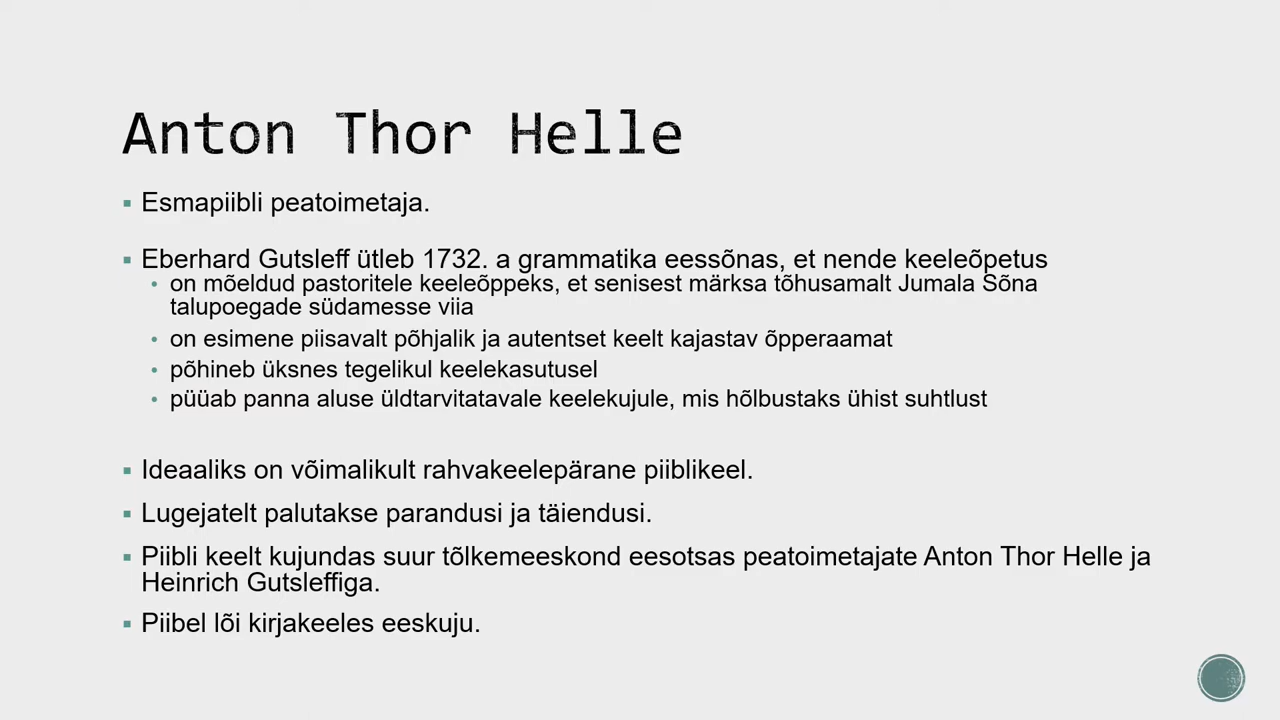 Anton Thor Helle
Esmapiibli peatoimetaja.
Eberhard Gutsleff ütleb 1732. a grammatika eessõnas, et nende keeleõpetus
on mõeldud pastoritele keeleõppeks, et senisest märksa tõhusamalt Jumala Sõna
talupoegade südamesse viia
on esimene piisavalt põhjalik ja autentset keelt kajastav õpperaamat
põhineb üksnes tegelikul keelekasutusel
püüab panna aluse üldtarvitatavale keelekujule, mis hõlbustaks ühist suhtlust
Ideaaliks on võimalikult rahvakeelepärane piiblikeel.
Lugejatelt palutakse parandusi ja täiendusi.
Piibli keelt kujundas suur tõlkemeeskond eesotsas peatoimetajate Anton Thor Helle ja
Heinrich Gutsleffiga.
Piibel lõi kirjakeeles eeskuju.